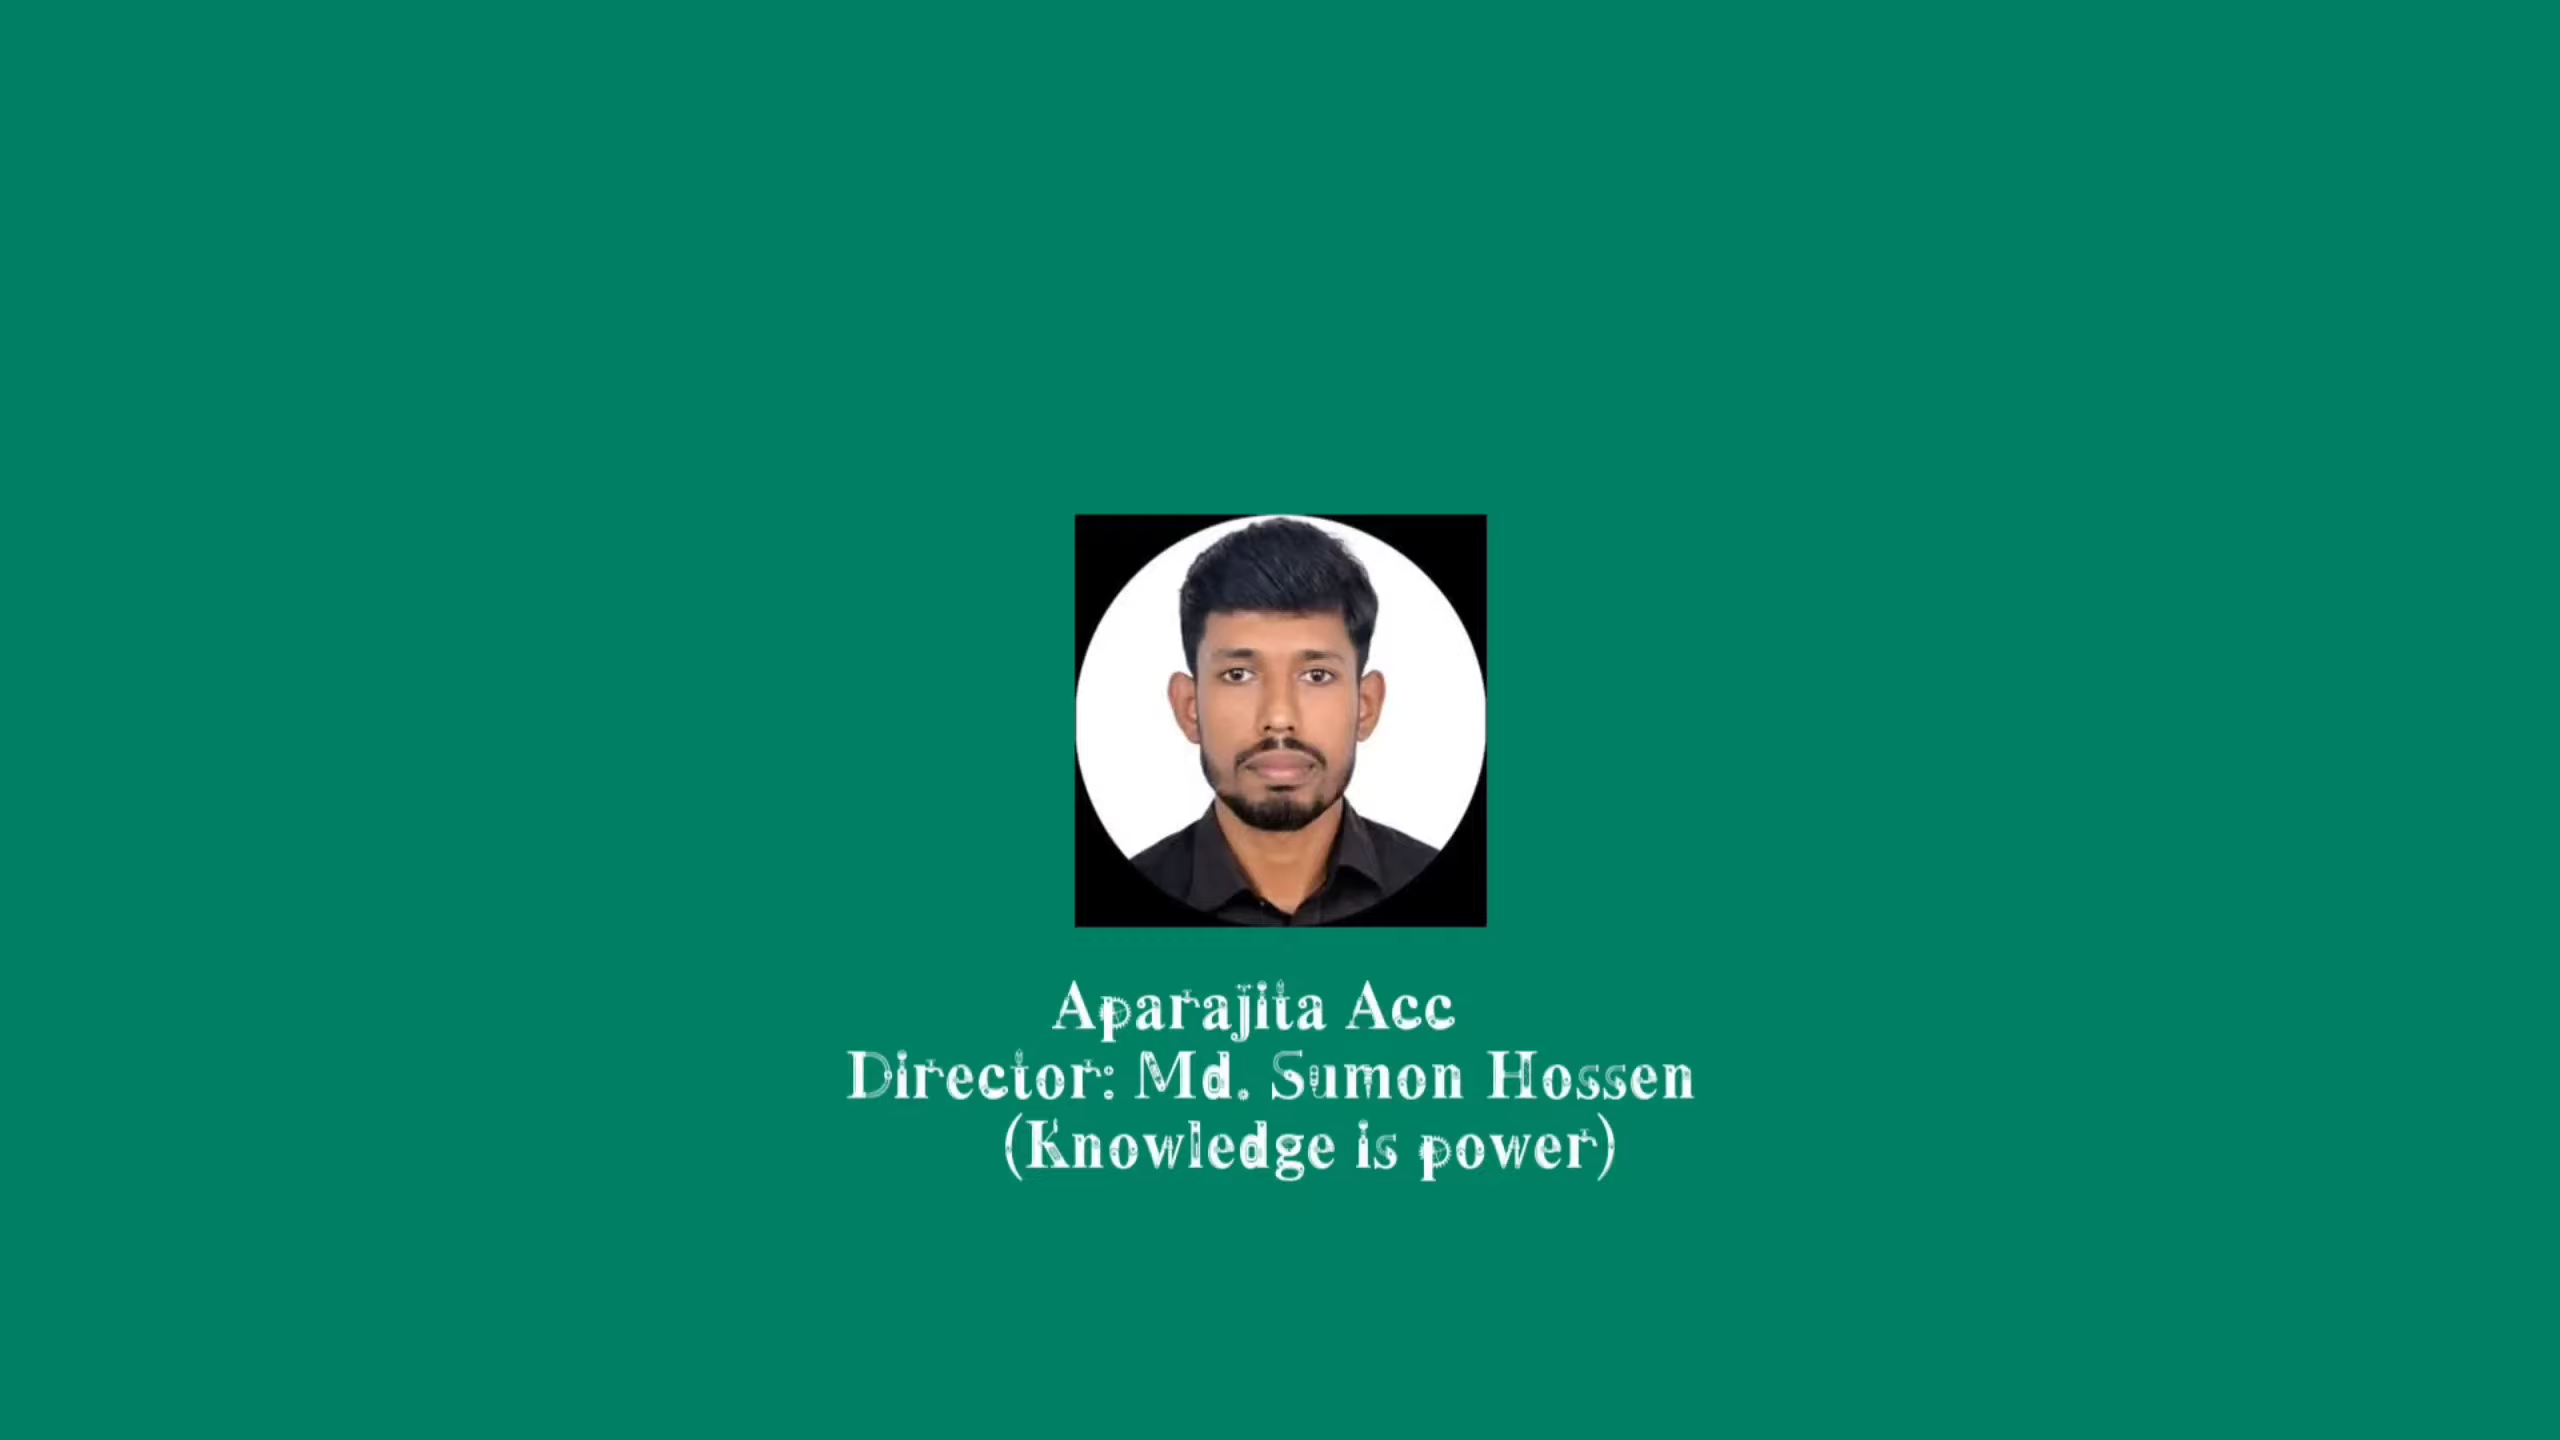 Aparajita Acc
Director: Md. Sumon Hossen
(Knowledge is power)